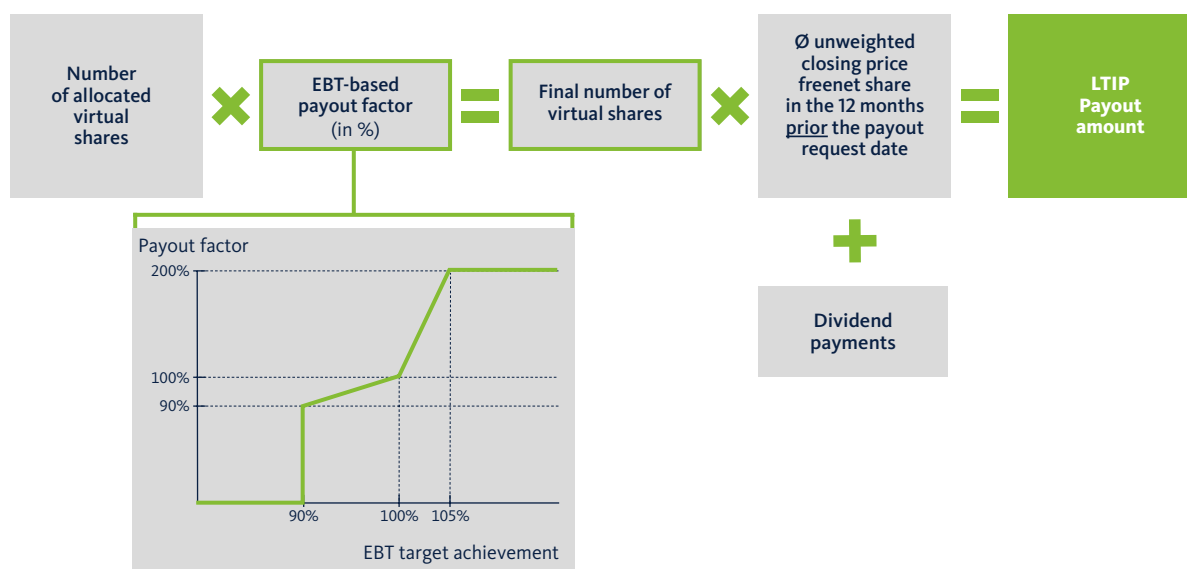 Number
of allocated
virtual
shares
EBT-based
payout factor
(in %)
Final number of
virtual shares
Ø unweighted
closing price
freenet share
in the 12 months
prior the payout
request date
LTIP
Payout
amount
Dividend
payments
Payout factor
200%
100%
90%
90% 100% 105%
EBT target achievement